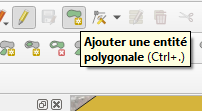 Ajouter une entité
polygonale (Ctrl+.)